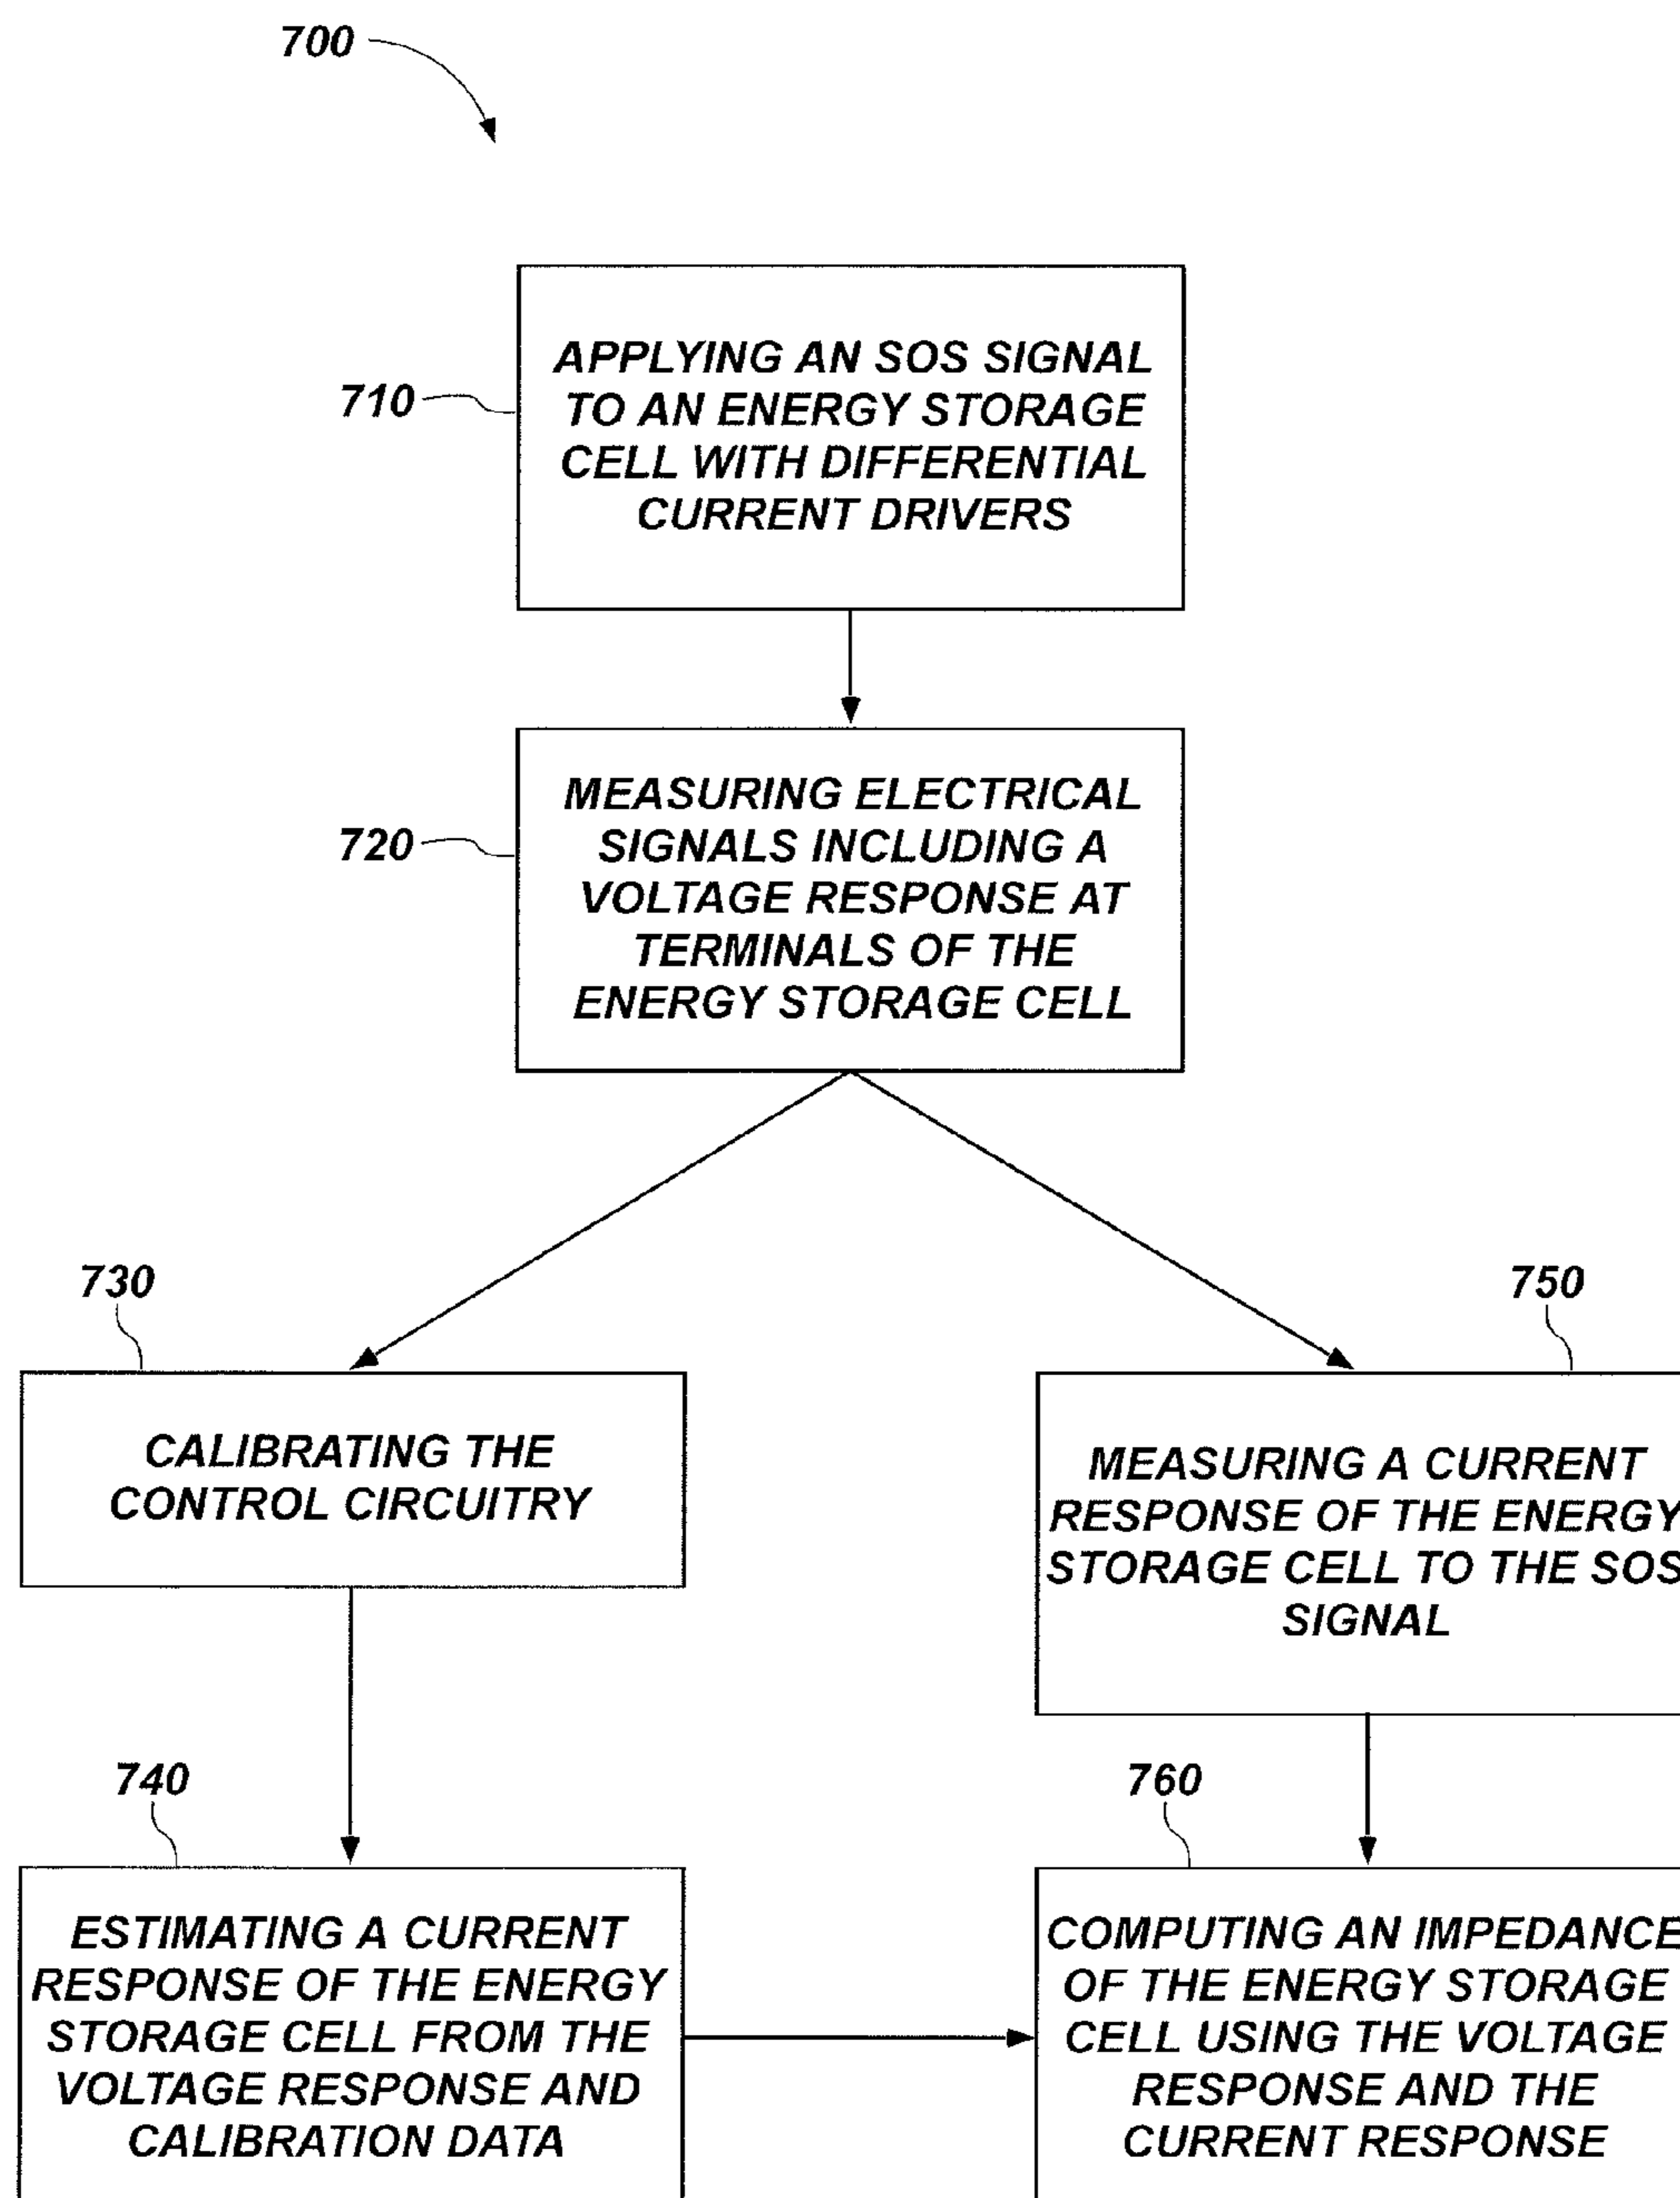 700
710
APPLYING AN SOS SIGNAL
TO AN ENERGY STORAGE
CELL WITH DIFFERENTIAL
CURRENT DRIVERS
720
MEASURING ELECTRICAL
SIGNALS INCLUDING A
VOLTAGE RESPONSE AT
TERMINALS OF THE
ENERGY STORAGE CELL
730
CALIBRATING THE
CONTROL CIRCUITRY
750
MEASURING A CURRENT
RESPONSE OF THE ENERGY
STORAGE CELL TO THE SOS
SIGNAL
740
ESTIMATING A CURRENT
RESPONSE OF THE ENERGY
STORAGE CELL FROM THE
VOLTAGE RESPONSE AND
CALIBRATION DATA
760
COMPUTING AN IMPEDANCE
OF THE ENERGY STORAGE
CELL USING THE VOLTAGE
RESPONSE AND THE
CURRENT RESPONSE